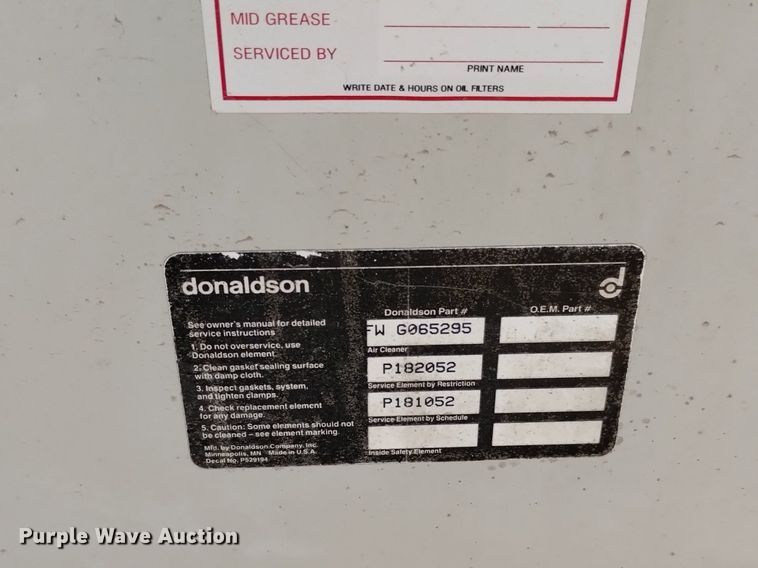 MID GREASE
SERVICED BY
PRINT NAME
WRITE DATE & HOURS ON OIL FILTERS
donaldson
See owner's manual for detailed
service instructions
1. Do not overservice, use
Donaldson element.
2. Clean gasket sealing surface
with damp cloth.
3. Inspect gaskets, system,
and tighten clamps.
4. Check replacement element
for any damage.
5. Caution: Some elements should not
be cleaned – see element marking.
Mfg. by Donaldson Company, Inc.
Minneapolis, MN Made in U.S.A.
Decal No. P529194
Donaldson Part #
O.E.M. Part #
FW G065295
Air Cleaner
P182052
Service Element by Restriction
P181052
Service Element by Schedule
Inside Safety Element
Purple Wave Auction